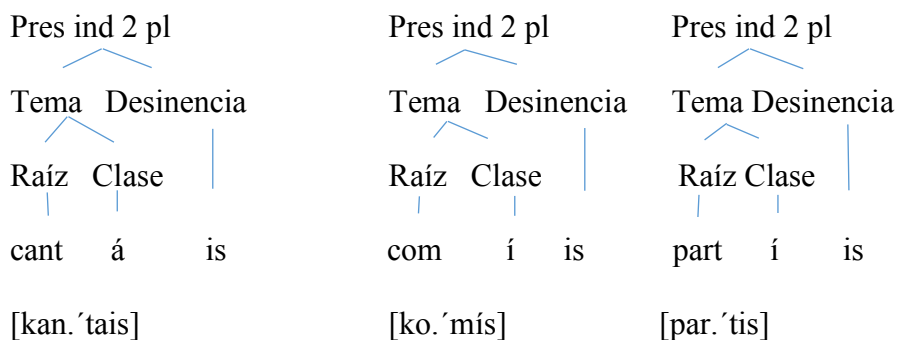 Pres ind 2 pl Pres ind 2 pl Pres ind 2 pl
Tema Desinencia Tema Desinencia Tema Desinencia
Raíz Clase Raíz Clase Raíz Clase
cant á is com í is part í is
[kan.´tais] [ko.´mís] [par.´tis]